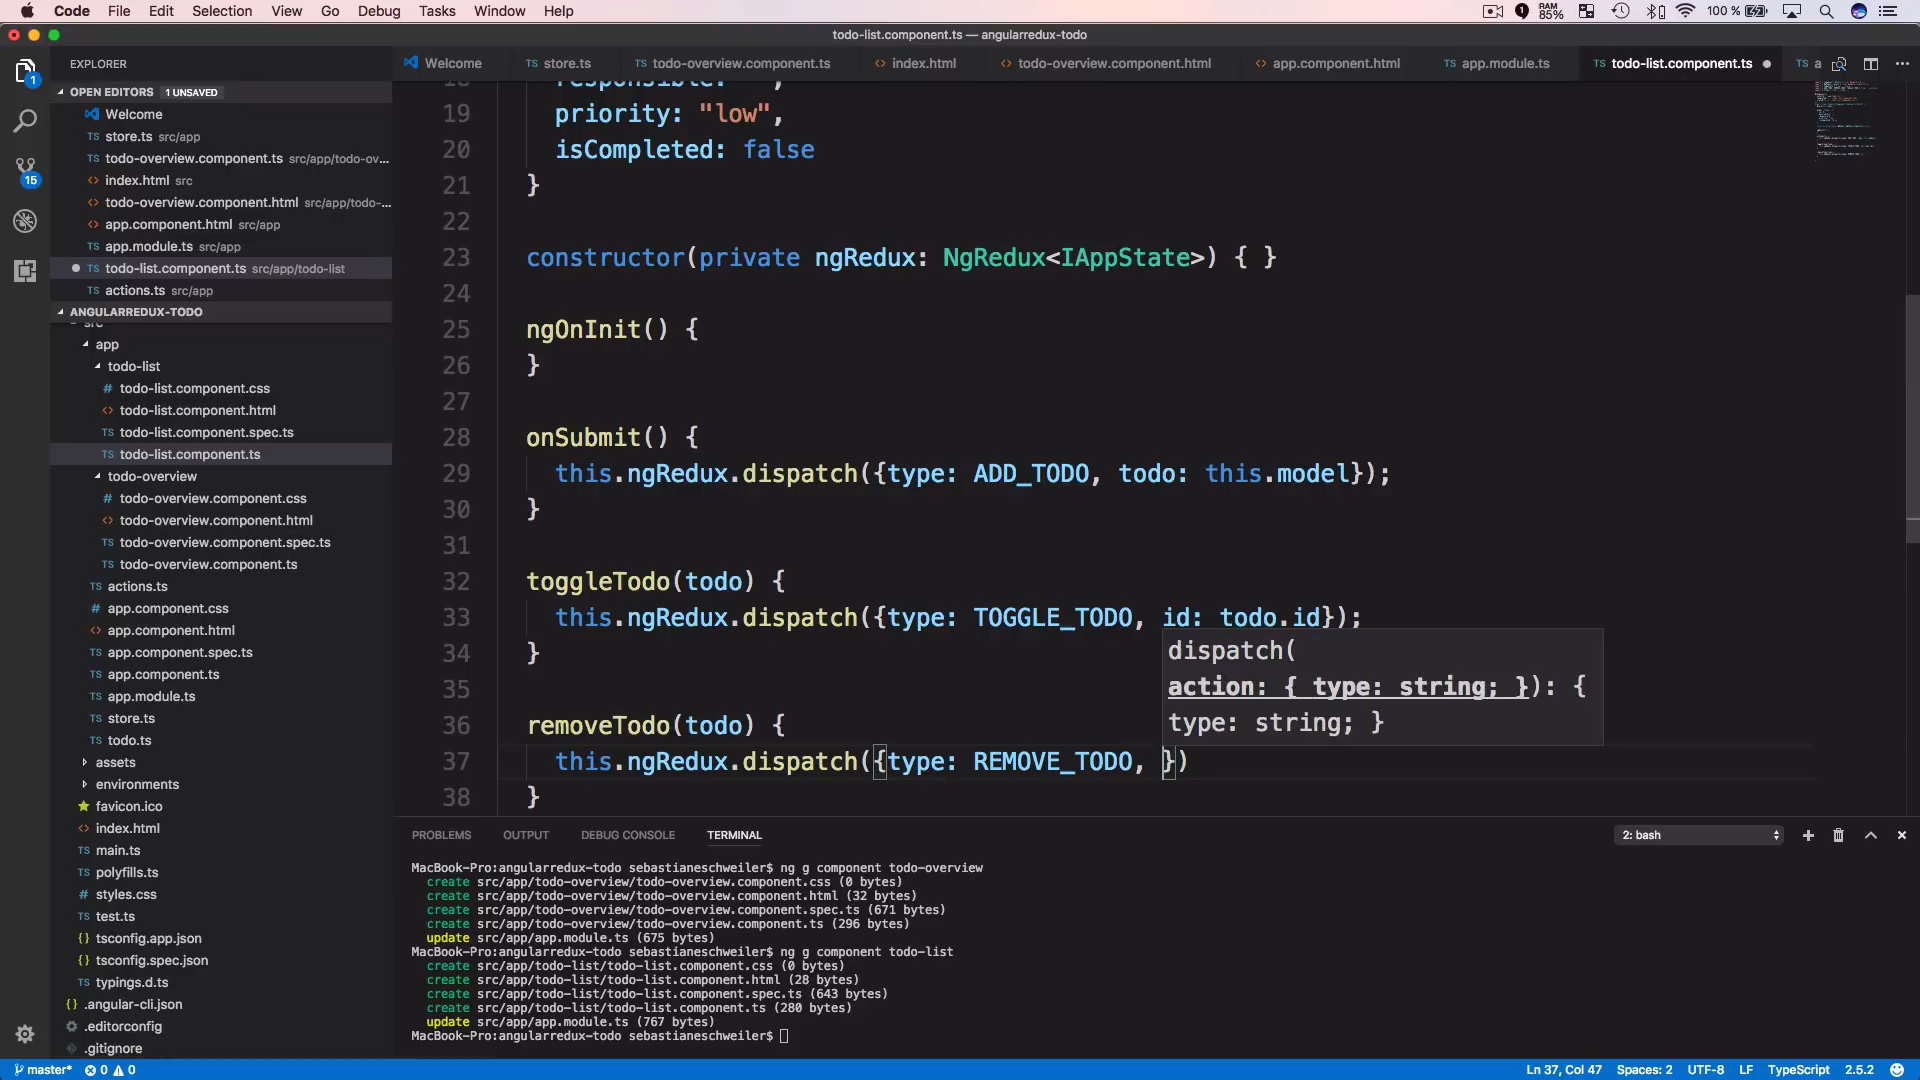 Code File Edit Selection View Go Debug Tasks Window Help
1 RAM 85% 100 %
todo-list.component.ts — angularredux-todo
EXPLORER
Welcome store.ts todo-overview.component.ts index.html todo-overview.component.html app.component.html app.module.ts todo-list.component.ts a
1
OPEN EDITORS 1 UNSAVED
Welcome
store.ts src/app
todo-overview.component.ts src/app/todo-ov...
index.html src
todo-overview.component.html src/app/todo-...
app.component.html src/app
app.module.ts src/app
todo-list.component.ts src/app/todo-list
actions.ts src/app
15
ANGULARREDUX-TODO
src
app
todo-list
todo-list.component.css
todo-list.component.html
todo-list.component.spec.ts
todo-list.component.ts
todo-overview
todo-overview.component.css
todo-overview.component.html
todo-overview.component.spec.ts
todo-overview.component.ts
actions.ts
app.component.css
app.component.html
app.component.spec.ts
app.component.ts
app.module.ts
store.ts
todo.ts
assets
environments
favicon.ico
index.html
main.ts
polyfills.ts
styles.css
test.ts
tsconfig.app.json
tsconfig.spec.json
typings.d.ts
.angular-cli.json
.editorconfig
.gitignore
18 responsible: ,
19 priority: "low",
20 isCompleted: false
21 }
22
23 constructor(private ngRedux: NgRedux<IAppState>) { }
24
25 ngOnInit() {
26 }
27
28 onSubmit() {
29 this.ngRedux.dispatch({type: ADD_TODO, todo: this.model});
30 }
31
32 toggleTodo(todo) {
33 this.ngRedux.dispatch({type: TOGGLE_TODO, id: todo.id});
34 }
35
36 removeTodo(todo) {
37 this.ngRedux.dispatch({type: REMOVE_TODO, })
38 }
dispatch(
action: { type: string; }): {
type: string; }
PROBLEMS OUTPUT DEBUG CONSOLE TERMINAL 2: bash
MacBook-Pro:angularredux-todo sebastianeschweiler$ ng g component todo-overview
create src/app/todo-overview/todo-overview.component.css (0 bytes)
create src/app/todo-overview/todo-overview.component.html (32 bytes)
create src/app/todo-overview/todo-overview.component.spec.ts (671 bytes)
create src/app/todo-overview/todo-overview.component.ts (296 bytes)
update src/app/app.module.ts (675 bytes)
MacBook-Pro:angularredux-todo sebastianeschweiler$ ng g component todo-list
create src/app/todo-list/todo-list.component.css (0 bytes)
create src/app/todo-list/todo-list.component.html (28 bytes)
create src/app/todo-list/todo-list.component.spec.ts (643 bytes)
create src/app/todo-list/todo-list.component.ts (280 bytes)
update src/app/app.module.ts (767 bytes)
MacBook-Pro:angularredux-todo sebastianeschweiler$
master* 0 0 Ln 37, Col 47 Spaces: 2 UTF-8 LF TypeScript 2.5.2